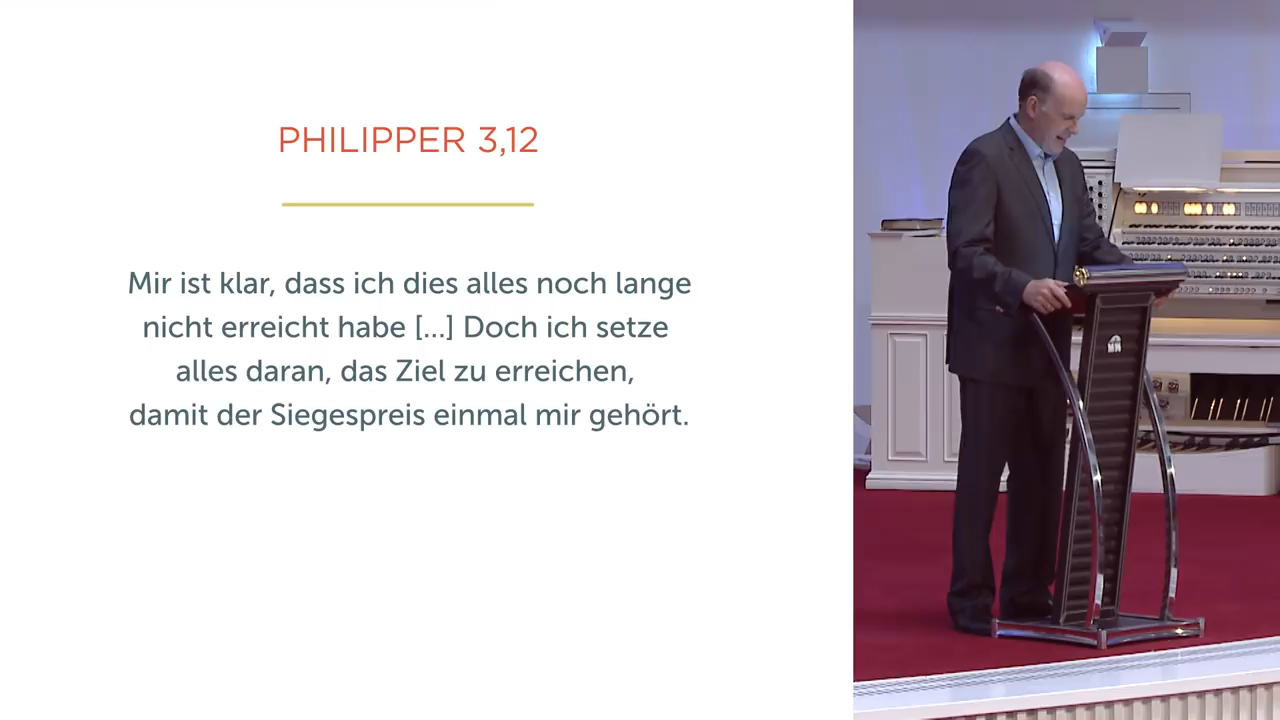 PHILIPPER 3,12
Mir ist klar, dass ich dies alles noch lange
nicht erreicht habe [...] Doch ich setze
alles daran, das Ziel zu erreichen,
damit der Siegespreis einmal mir gehört.